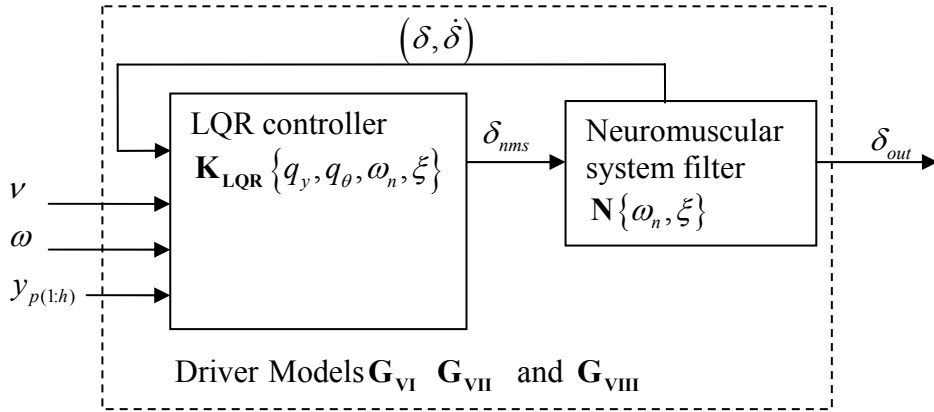 (δ, δ̇)
LQR controller
K_LQR {q_y, q_θ, ω_n, ξ}
δ_nms
Neuromuscular
system filter
N{ω_n, ξ}
δ_out
ν
ω
y_p(1:h)
Driver Models G_VI G_VII and G_VIII